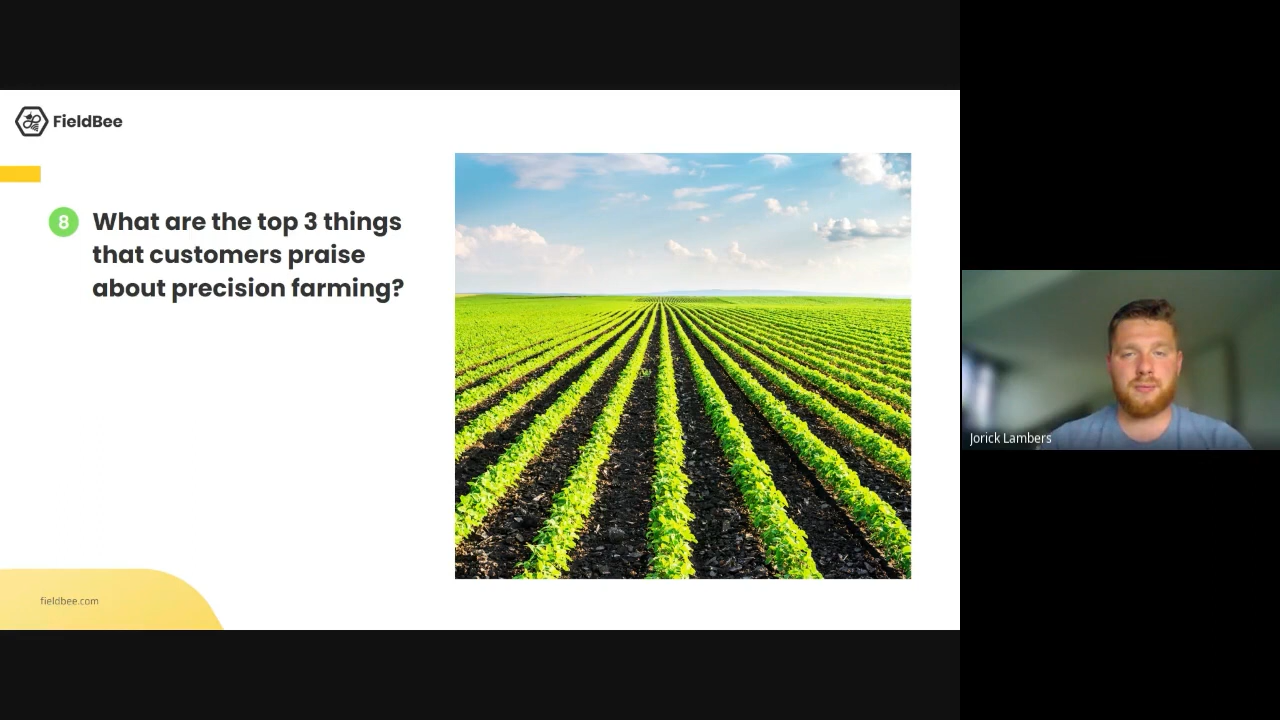 FieldBee
8 What are the top 3 things
that customers praise
about precision farming?
fieldbee.com
Jorick Lambers